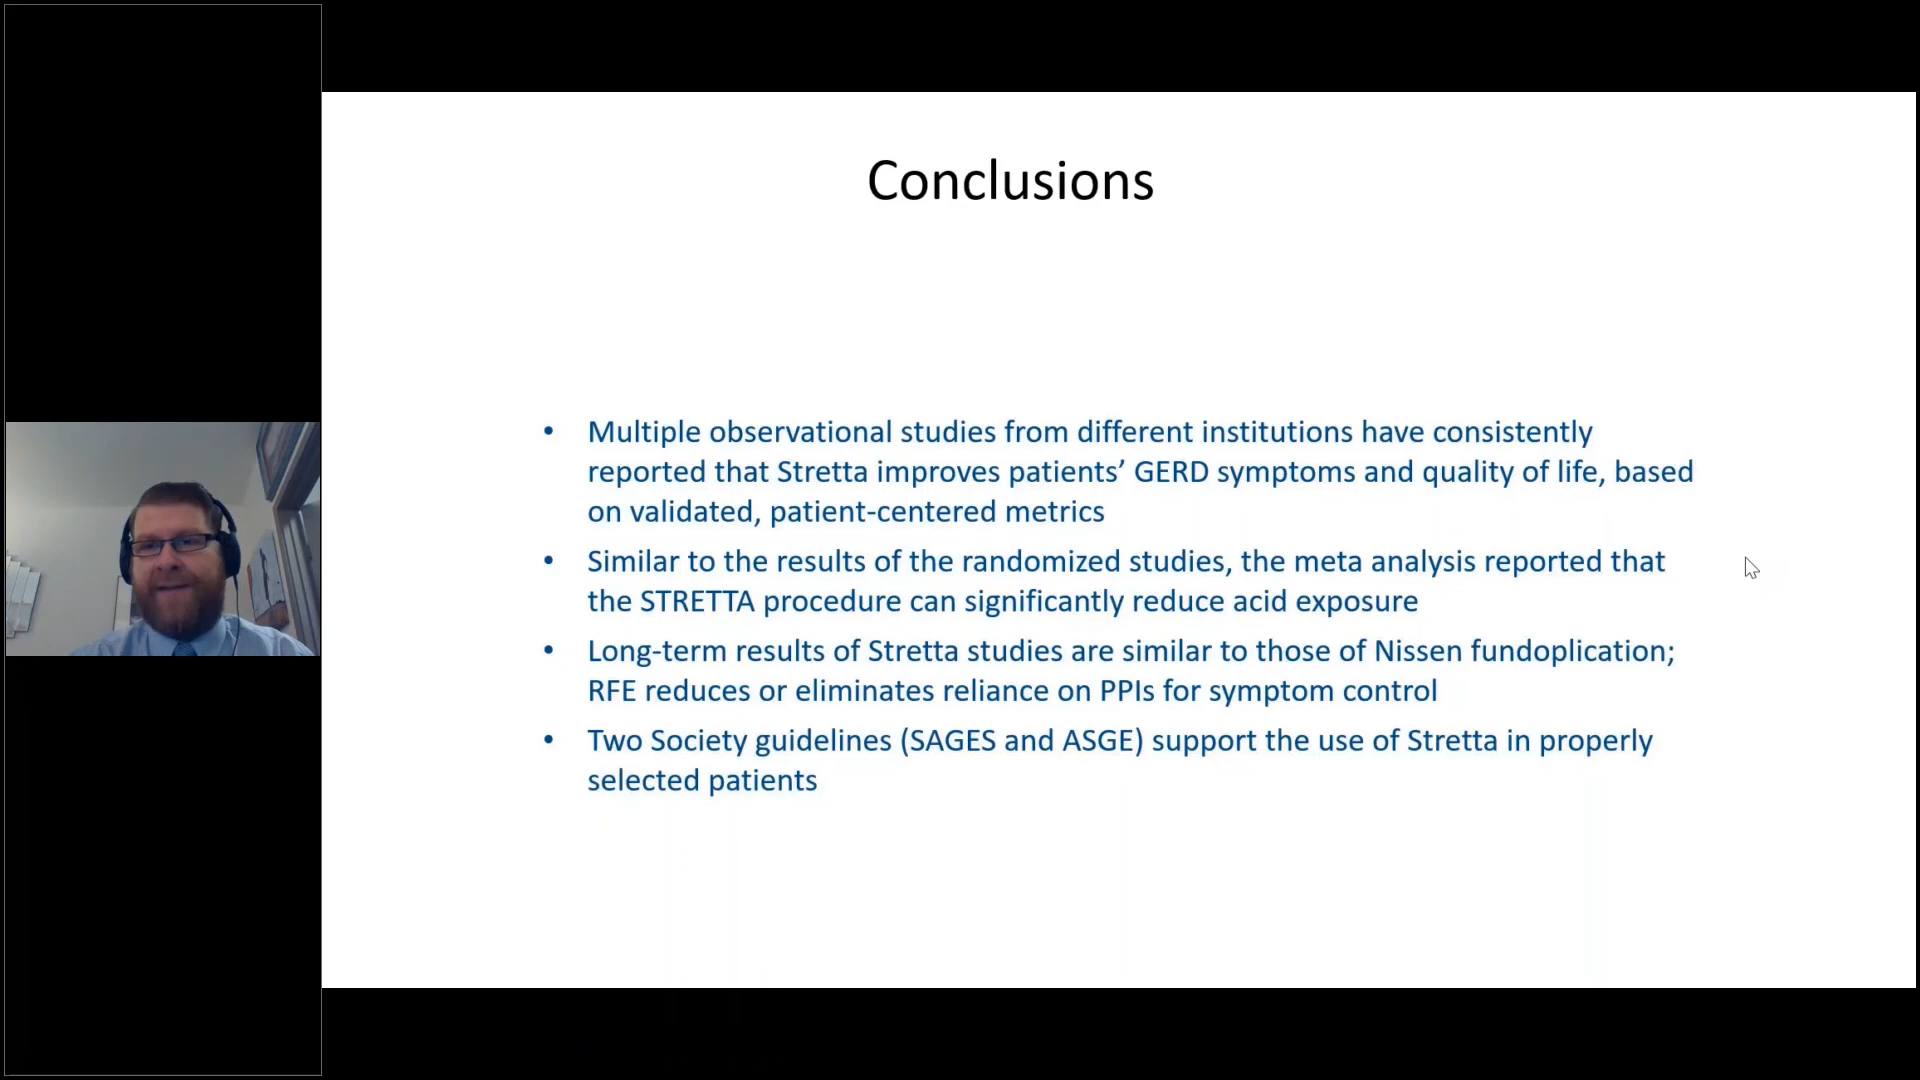 Conclusions
• Multiple observational studies from different institutions have consistently
reported that Stretta improves patients’ GERD symptoms and quality of life, based
on validated, patient-centered metrics
• Similar to the results of the randomized studies, the meta analysis reported that
the STRETTA procedure can significantly reduce acid exposure
• Long-term results of Stretta studies are similar to those of Nissen fundoplication;
RFE reduces or eliminates reliance on PPIs for symptom control
• Two Society guidelines (SAGES and ASGE) support the use of Stretta in properly
selected patients